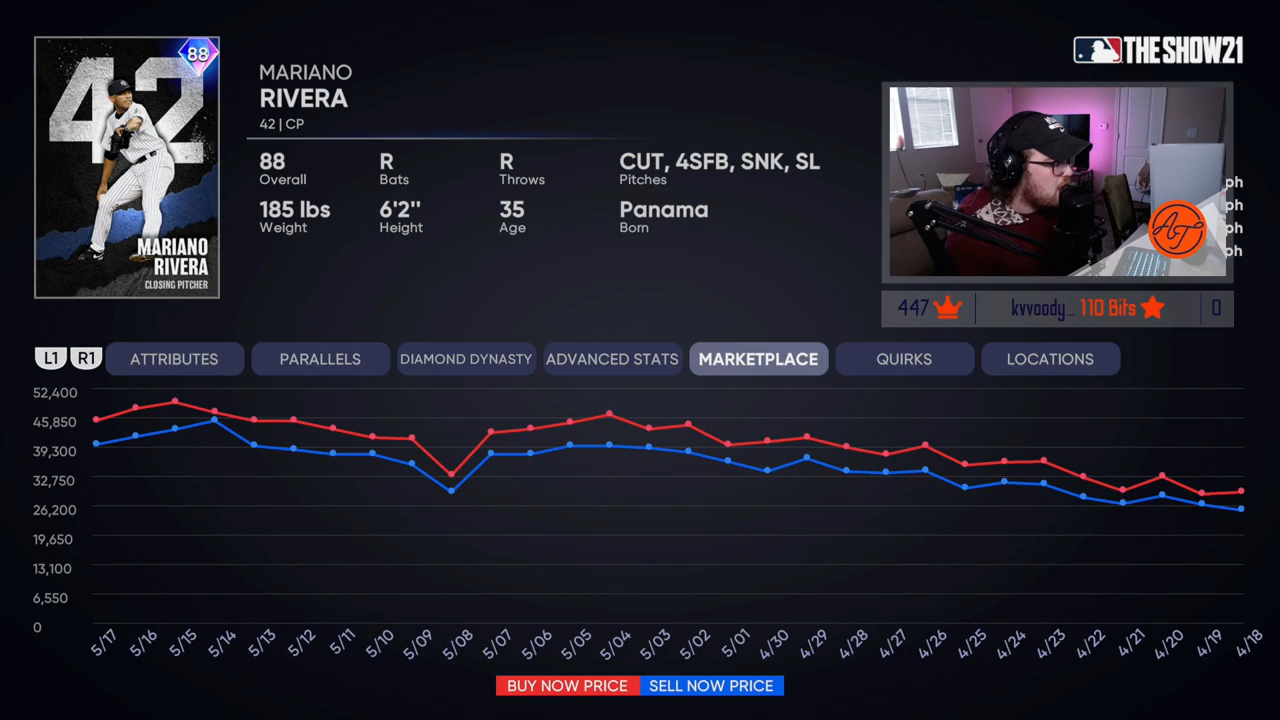 42
88
MARIANO
RIVERA
CLOSING PITCHER
MARIANO
RIVERA
42 | CP
88
Overall
R
Bats
R
Throws
CUT, 4SFB, SNK, SL
Pitches
185 lbs
Weight
6'2"
Height
35
Age
Panama
Born
THE SHOW21
AT
ph
ph
ph
ph
447
kvvoody_ 110 Bits
0
L1 R1 ATTRIBUTES PARALLELS DIAMOND DYNASTY ADVANCED STATS MARKETPLACE QUIRKS LOCATIONS
52,400
45,850
39,300
32,750
26,200
19,650
13,100
6,550
0
5/17 5/16 5/15 5/14 5/13 5/12 5/11 5/10 5/09 5/08 5/07 5/06 5/05 5/04 5/03 5/02 5/01 4/30 4/29 4/28 4/27 4/26 4/25 4/24 4/23 4/22 4/21 4/20 4/19 4/18
BUY NOW PRICE SELL NOW PRICE